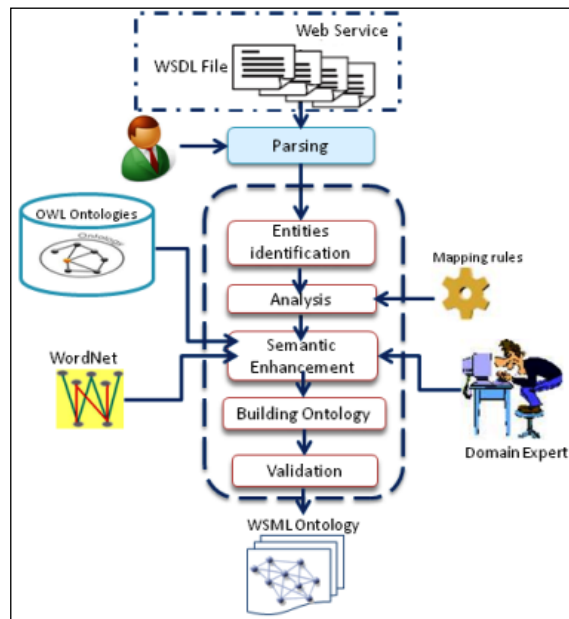 Web Service
WSDL File
Parsing
OWL Ontologies
Ontology
Entities
identification
Mapping rules
Analysis
WordNet
Semantic
Enhancement
Building Ontology
Domain Expert
Validation
WSML Ontology